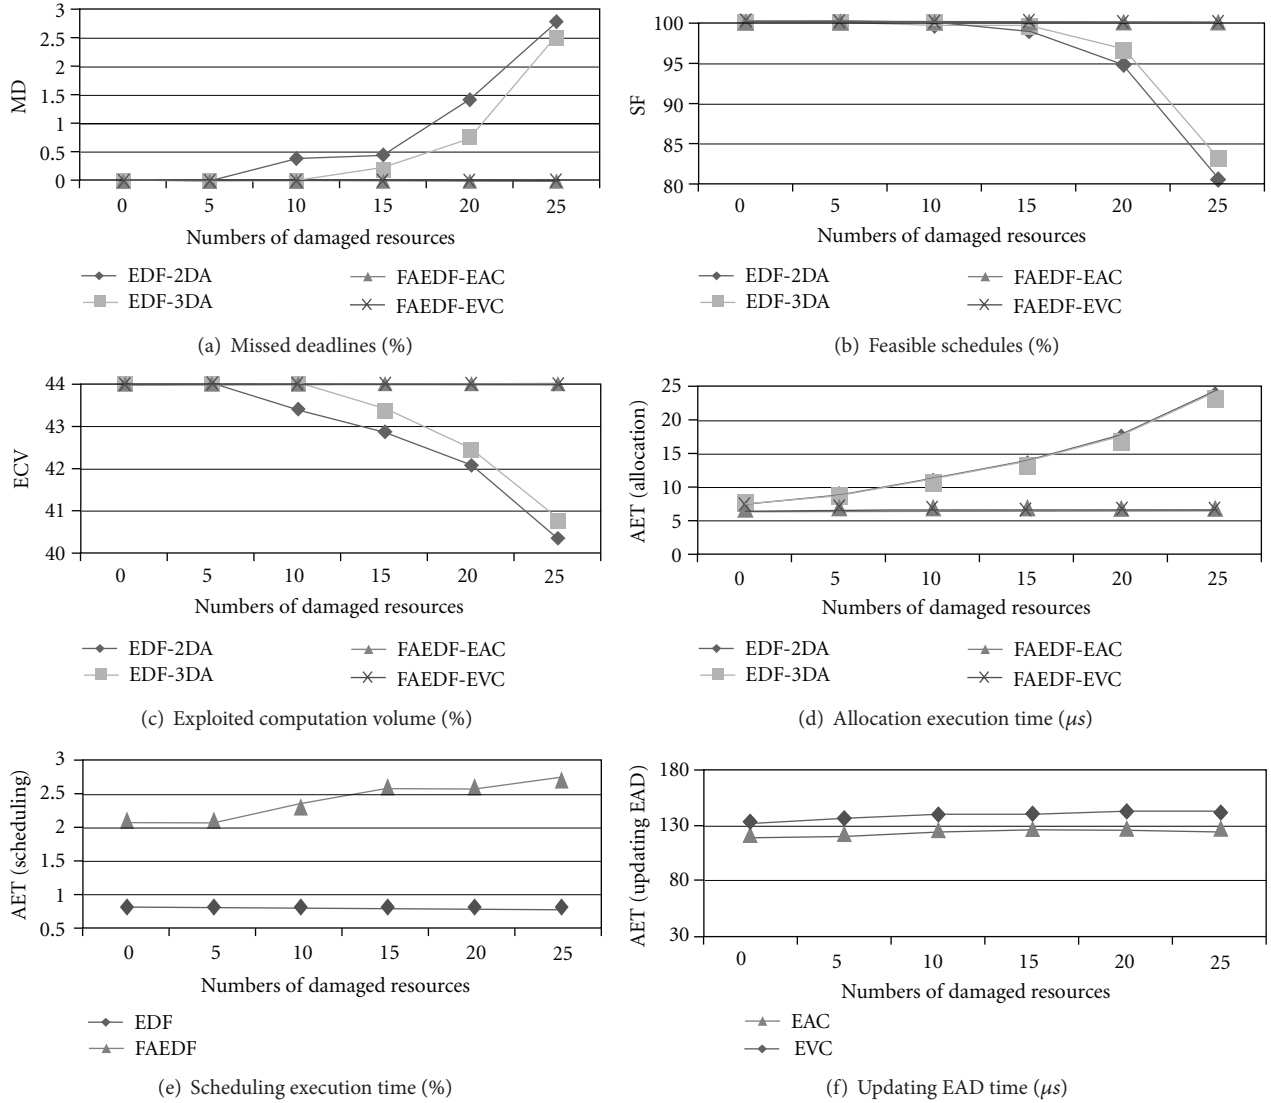 3
2.5
2
1.5
1
0.5
0
MD
0 5 10 15 20 25
Numbers of damaged resources
EDF-2DA
EDF-3DA
FAEDF-EAC
FAEDF-EVC
(a) Missed deadlines (%)
100
95
90
85
80
SF
0 5 10 15 20 25
Numbers of damaged resources
EDF-2DA
EDF-3DA
FAEDF-EAC
FAEDF-EVC
(b) Feasible schedules (%)
44
43
42
41
40
ECV
0 5 10 15 20 25
Numbers of damaged resources
EDF-2DA
EDF-3DA
FAEDF-EAC
FAEDF-EVC
(c) Exploited computation volume (%)
25
20
15
10
5
0
AET (allocation)
0 5 10 15 20 25
Numbers of damaged resources
EDF-2DA
EDF-3DA
FAEDF-EAC
FAEDF-EVC
(d) Allocation execution time (μs)
3
2.5
2
1.5
1
0.5
AET (scheduling)
0 5 10 15 20 25
Numbers of damaged resources
EDF
FAEDF
(e) Scheduling execution time (%)
180
130
80
30
AET (updating EAD)
0 5 10 15 20 25
Numbers of damaged resources
EAC
EVC
(f) Updating EAD time (μs)